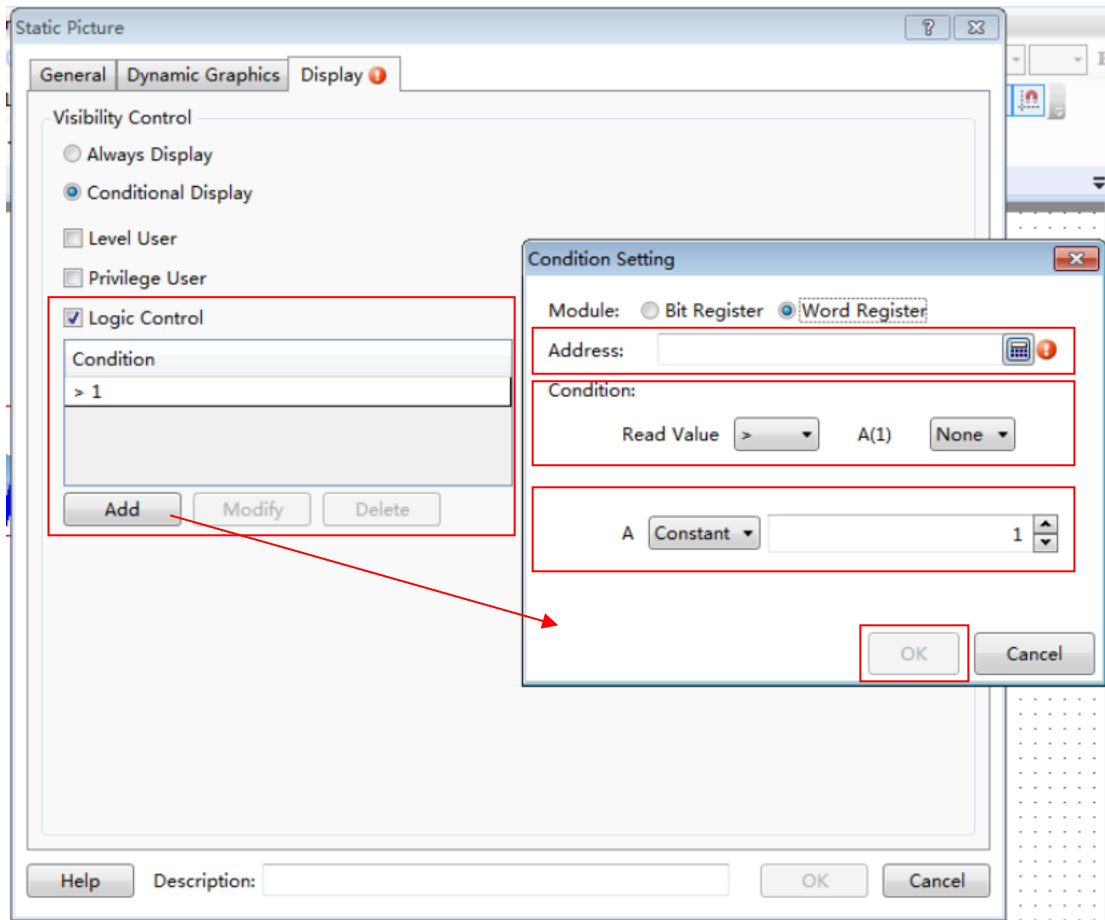 Static Picture
General Dynamic Graphics Display
Visibility Control
Always Display
Conditional Display
Level User
Privilege User
Logic Control
Condition
> 1
Add Modify Delete
Condition Setting
Module: Bit Register Word Register
Address:
Condition:
Read Value > A(1) None
A Constant 1
OK Cancel
Help Description: OK Cancel